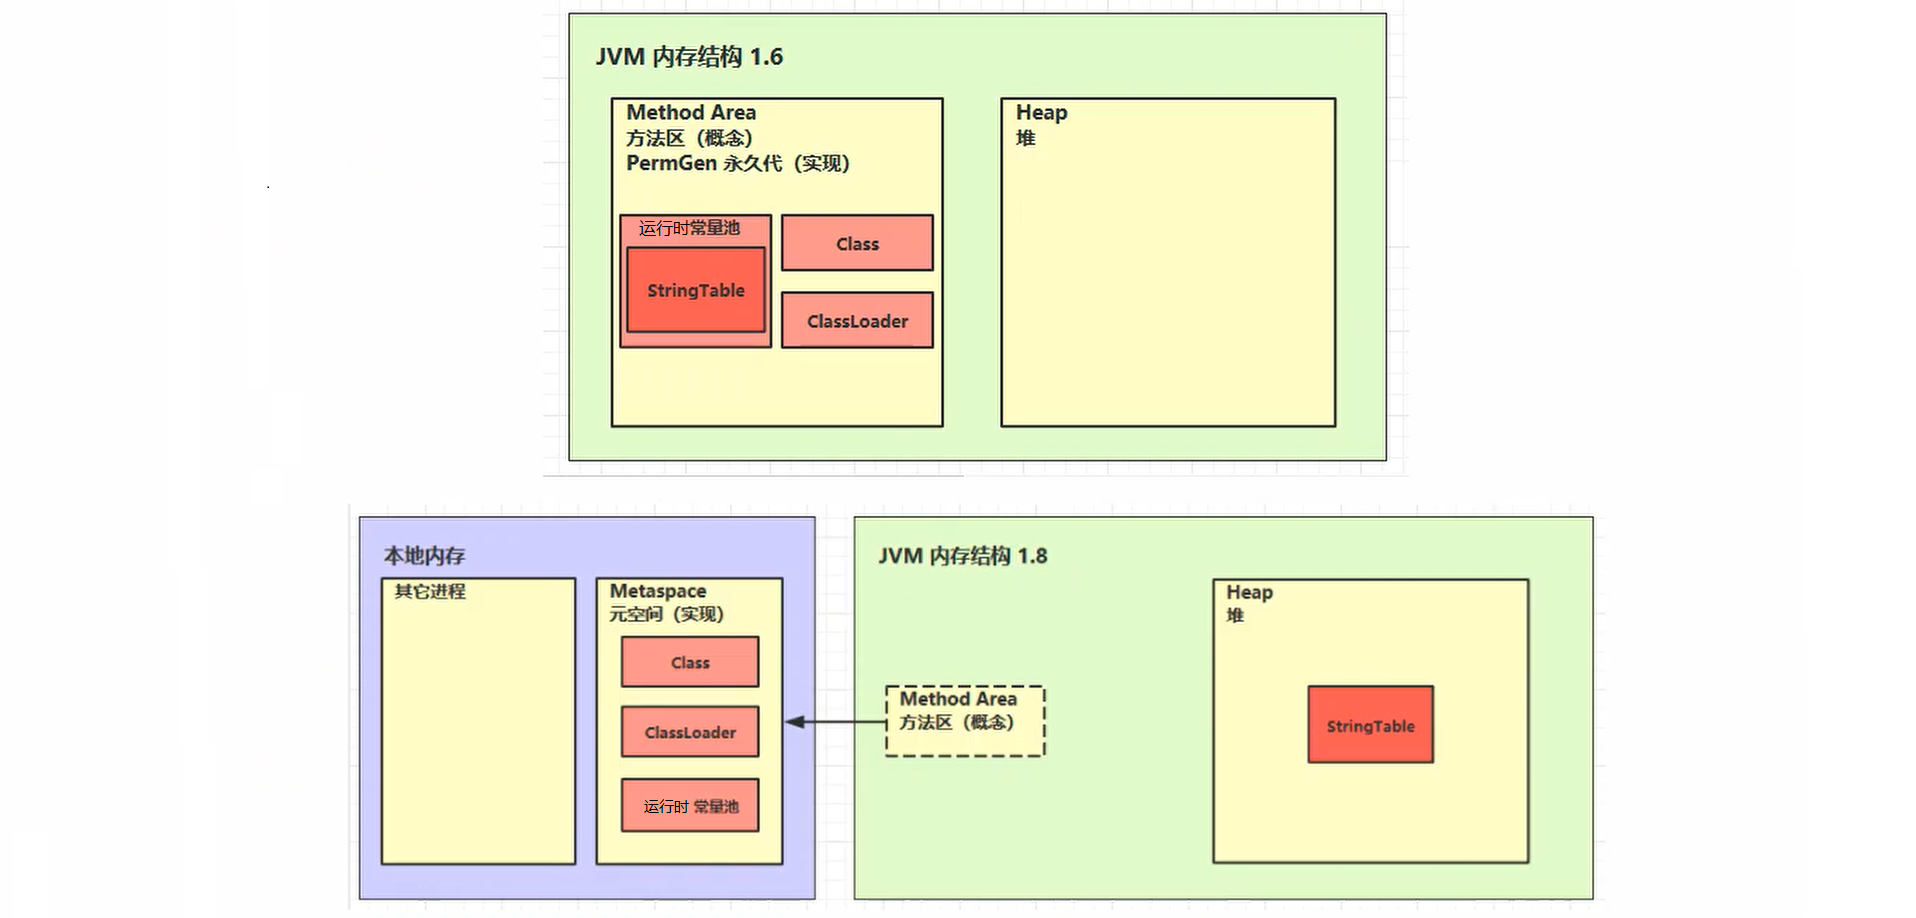 JVM 内存结构 1.6
Method Area
方法区（概念）
PermGen 永久代（实现）
运行时常量池
StringTable
Class
ClassLoader
Heap
堆
本地内存
其它进程
Metaspace
元空间（实现）
Class
ClassLoader
运行时 常量池
JVM 内存结构 1.8
Method Area
方法区（概念）
Heap
堆
StringTable